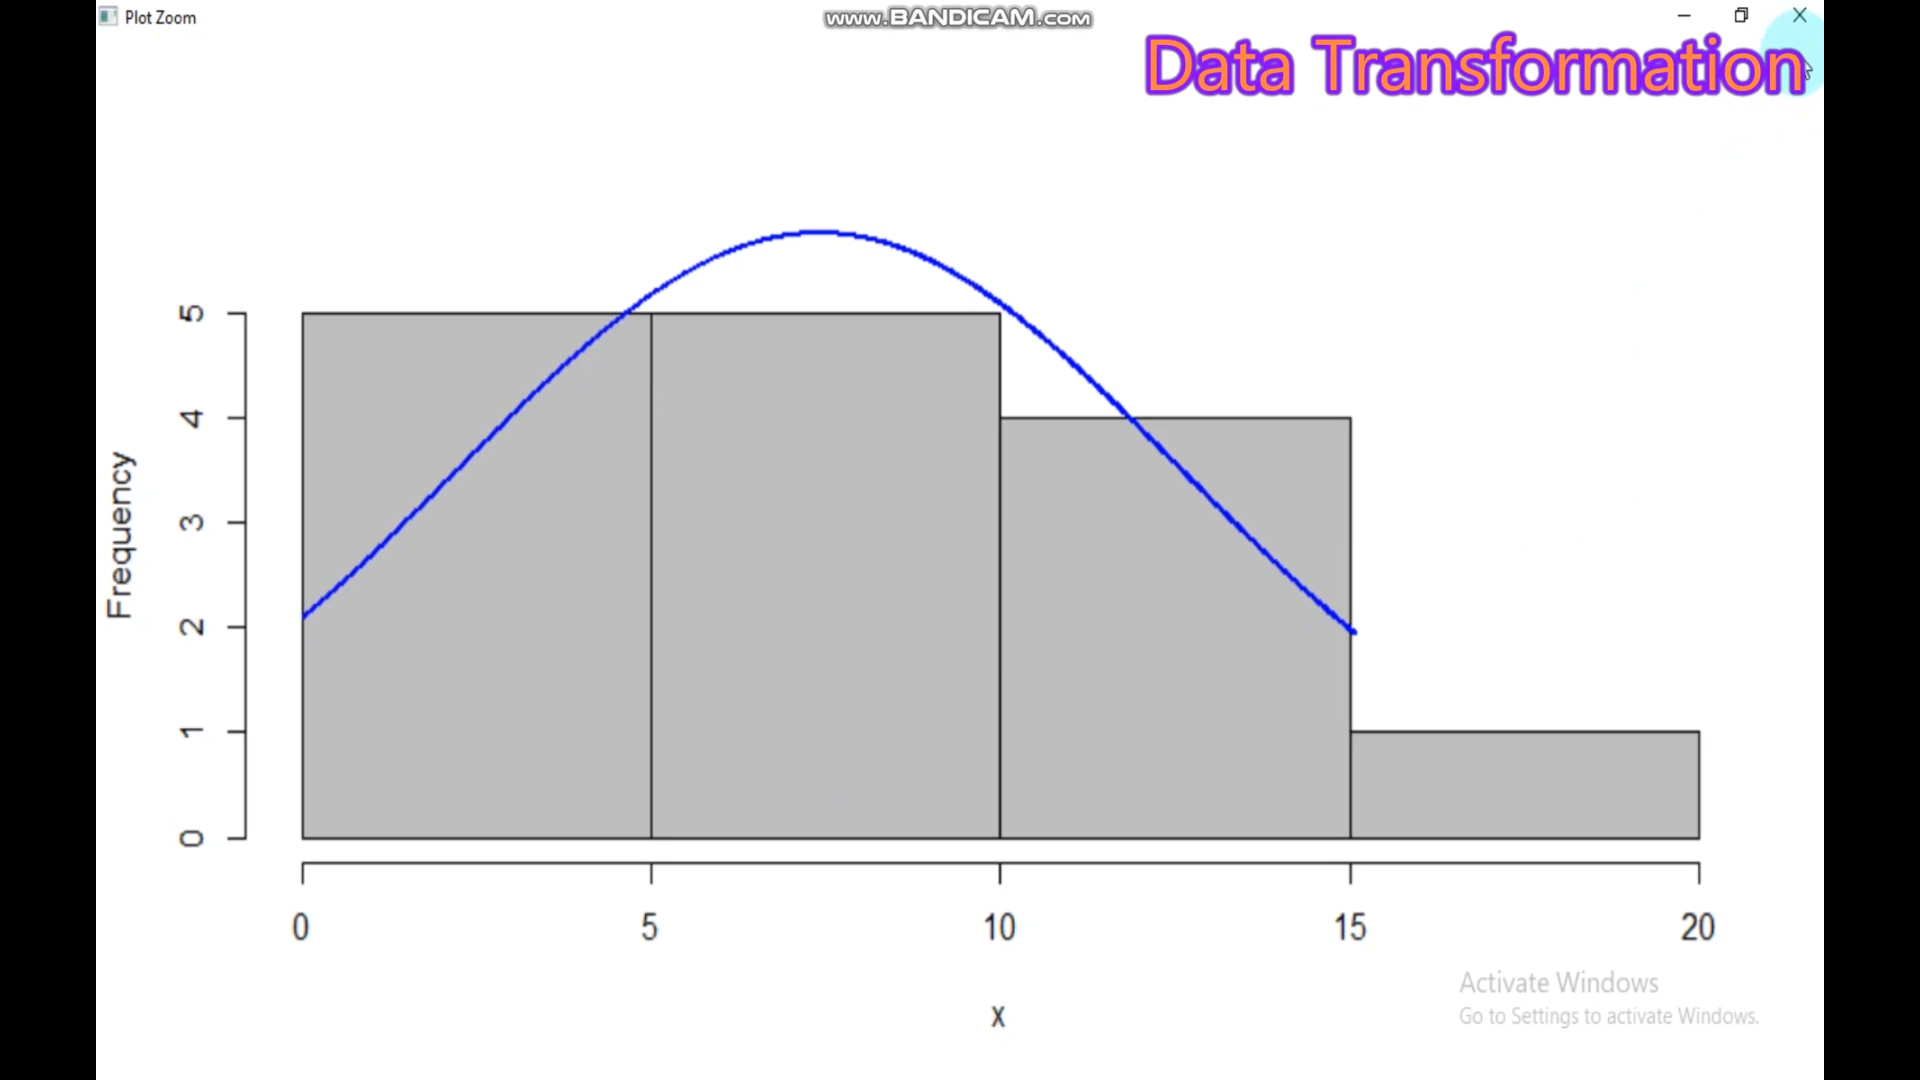 Plot Zoom
www.BANDICAM.com
Data Transformation
5
4
3
2
1
0
Frequency
0 5 10 15 20
x
Activate Windows
Go to Settings to activate Windows.